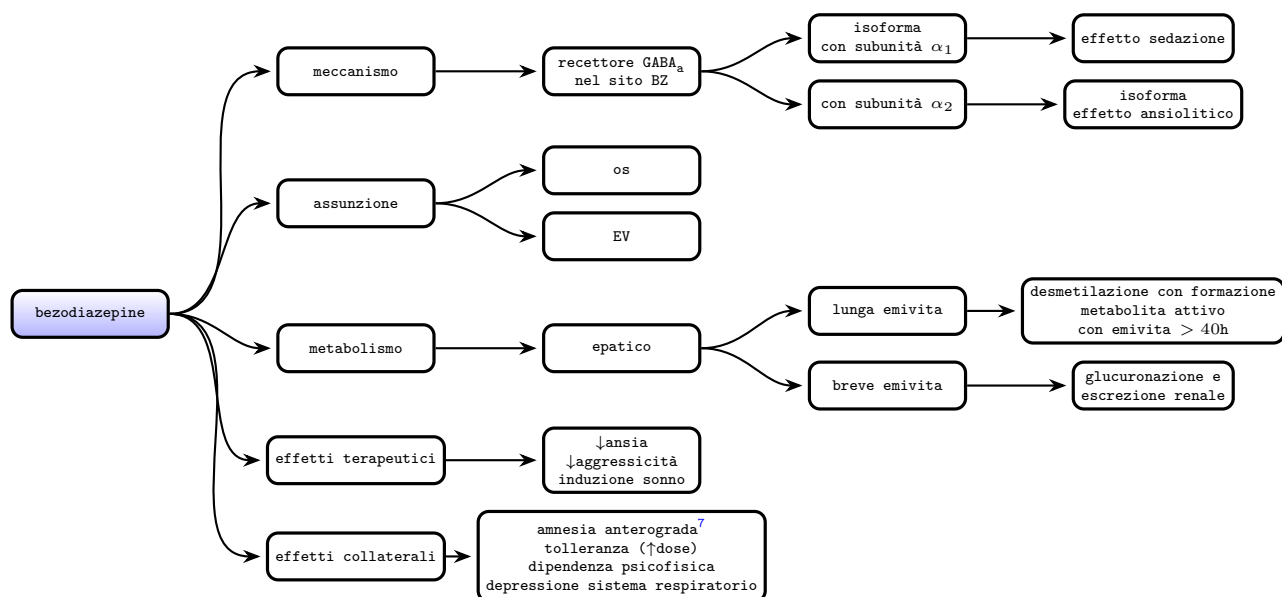 bezodiazepine
meccanismo
recettore GABAₐ
nel sito BZ
isoforma
con subunità α₁
effetto sedazione
con subunità α₂
isoforma
effetto ansiolitico
assunzione
os
EV
metabolismo
epatico
lunga emivita
desmetilazione con formazione
metabolita attivo
con emivita > 40h
breve emivita
glucuronazione e
escrezione renale
effetti terapeutici
↓ansia
↓aggressicità
induzione sonno
effetti collaterali
amnesia anterograda⁷
tolleranza (↑dose)
dipendenza psicofisica
depressione sistema respiratorio